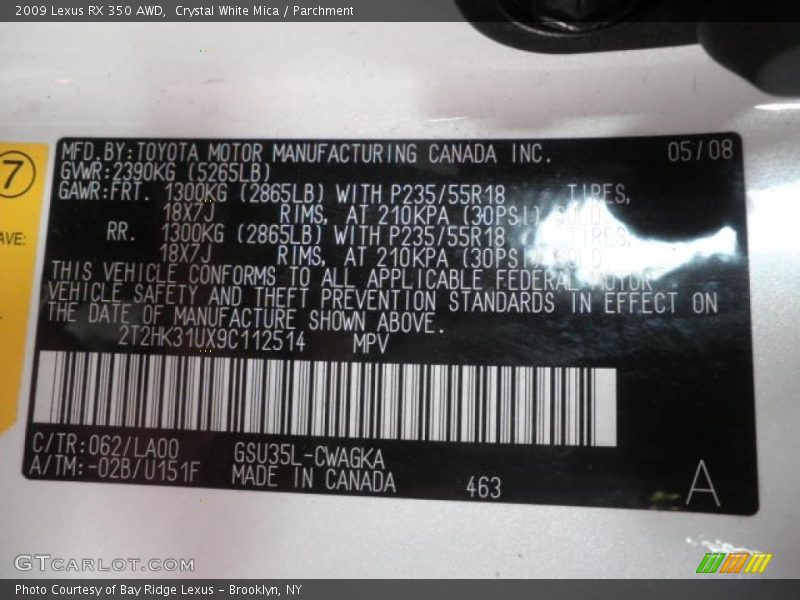 2009 Lexus RX 350 AWD, Crystal White Mica / Parchment
7
AVE:
MFD.BY:TOYOTA MOTOR MANUFACTURING CANADA INC. 05/08
GVWR:2390KG (5265LB)
GAWR:FRT. 1300KG (2865LB) WITH P235/55R18 TIRES,
18X7J RIMS, AT 210KPA (30PSI) COLD
RR. 1300KG (2865LB) WITH P235/55R18 TIRES,
18X7J RIMS, AT 210KPA (30PSI) COLD
THIS VEHICLE CONFORMS TO ALL APPLICABLE FEDERAL MOTOR
VEHICLE SAFETY AND THEFT PREVENTION STANDARDS IN EFFECT ON
THE DATE OF MANUFACTURE SHOWN ABOVE.
2T2HK31UX9C112514 MPV
C/TR:062/LA00 GSU35L-CWAGKA
A/TM:-02B/U151F MADE IN CANADA 463 A
GTCARLOT.COM
Photo Courtesy of Bay Ridge Lexus - Brooklyn, NY